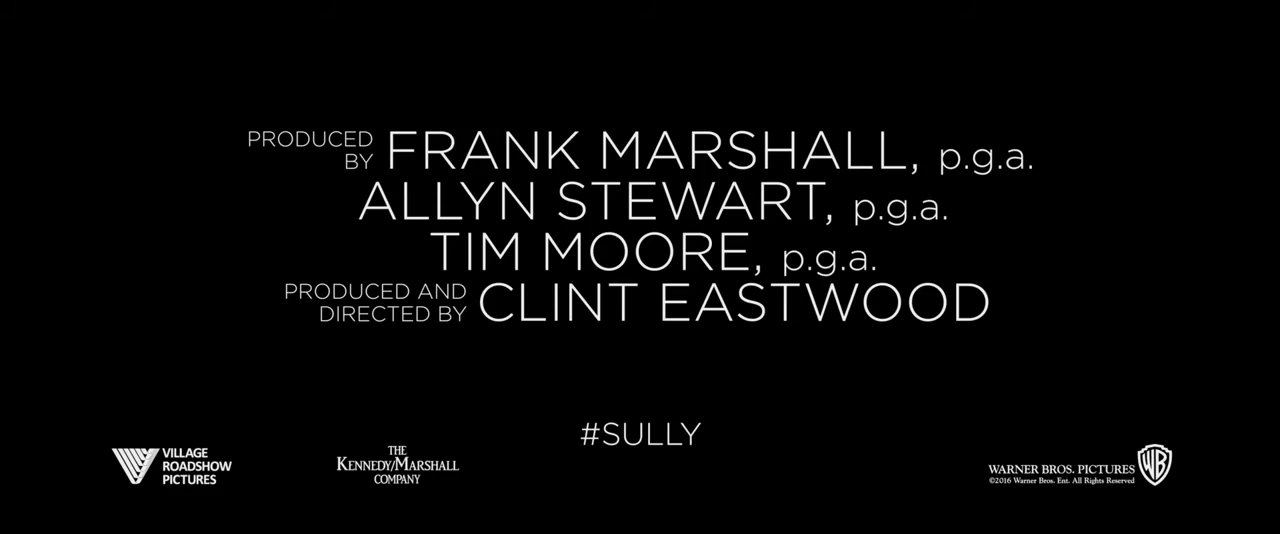 PRODUCED BY FRANK MARSHALL, p.g.a.
ALLYN STEWART, p.g.a.
TIM MOORE, p.g.a.
PRODUCED AND DIRECTED BY CLINT EASTWOOD
#SULLY
VILLAGE
ROADSHOW
PICTURES
THE
KENNEDY/MARSHALL
COMPANY
WARNER BROS. PICTURES
©2016 Warner Bros. Ent. All Rights Reserved
WB